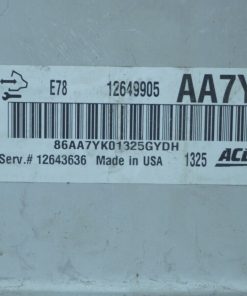 E78 12649905 AA7Y
86AA7YK01325GYDH
Serv.# 12643636 Made in USA 1325